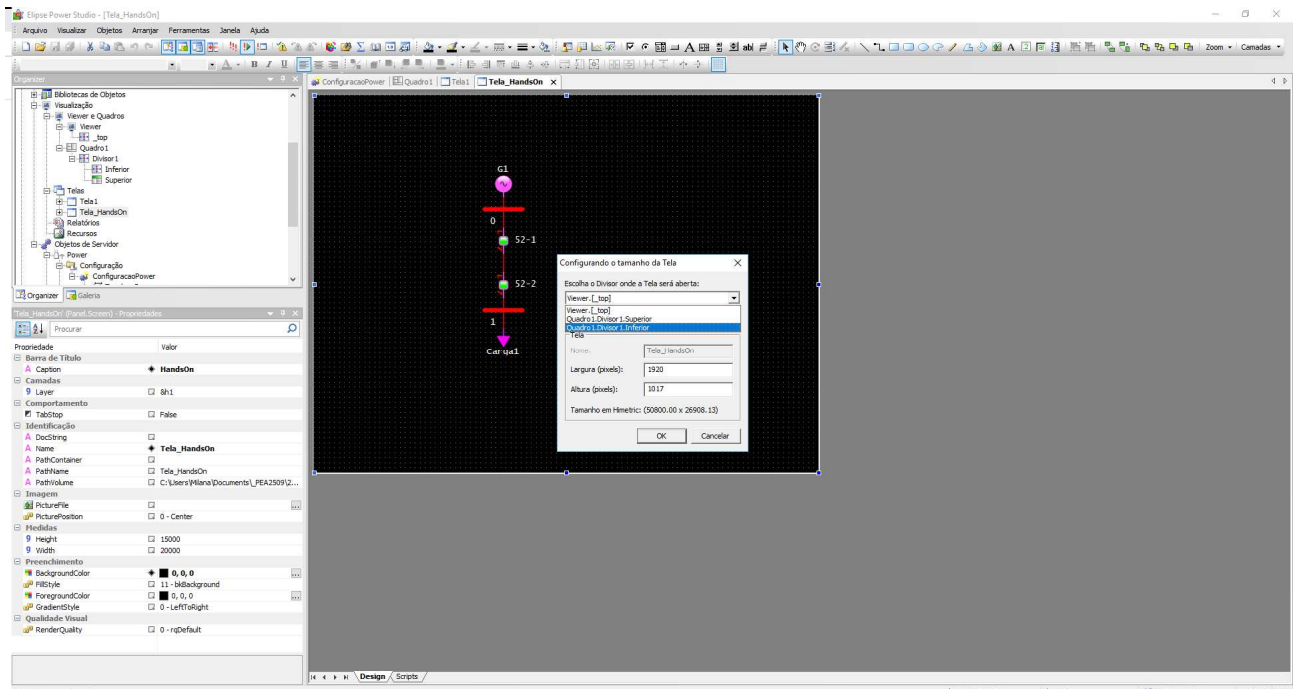 Elipse Power Studio - [Tela_HandsOn]
Arquivo Visualizar Objetos Arranjar Ferramentas Janela Ajuda
Zoom Camadas
Organizer
ConfiguracaoPower Quadro1 Tela1 Tela_HandsOn
Bibliotecas de Objetos
Visualização
Viewer e Quadros
Viewer
_top
Quadro1
Divisor1
Inferior
Superior
Telas
Tela1
Tela_HandsOn
Relatórios
Recursos
Objetos de Servidor
Power
Configuração
ConfiguracaoPower
Organizer Galeria
'Tela_HandsOn' (Panel.Screen) - Propriedades
Procurar
Propriedade Valor
Barra de Título
Caption HandsOn
Camadas
Layer &h1
Comportamento
TabStop False
Identificação
DocString
Name Tela_HandsOn
PathContainer
PathName Tela_HandsOn
PathVolume C:\Users\Milana\Documents\_PEA2509\2...
Imagem
PictureFile
PicturePosition 0 - Center
Medidas
Height 15000
Width 20000
Preenchimento
BackgroundColor 0, 0, 0
FillStyle 11 - bkBackground
ForegroundColor 0, 0, 0
GradientStyle 0 - LeftToRight
Qualidade Visual
RenderQuality 0 - rqDefault
G1
0
52-1
52-2
1
Carga1
Configurando o tamanho da Tela
Escolha o Divisor onde a Tela será aberta:
Viewer.[_top]
Viewer.[_top]
Quadro1.Divisor1.Superior
Quadro1.Divisor1.Inferior
Tela
Nome: Tela_HandsOn
Largura (pixels): 1920
Altura (pixels): 1017
Tamanho em Himetric: (50800.00 x 26908.13)
OK Cancelar
Design Scripts